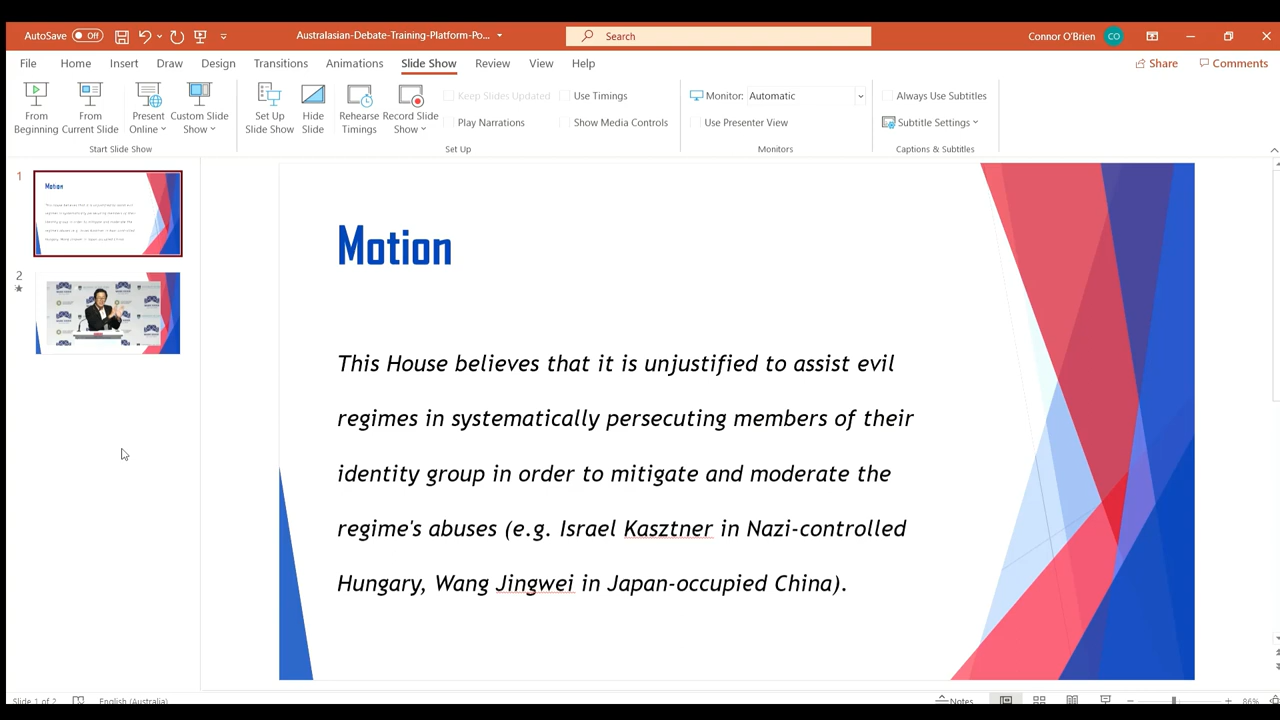 AutoSave Off
Australasian-Debate-Training-Platform-Po...
Search
Connor O'Brien CO
File Home Insert Draw Design Transitions Animations Slide Show Review View Help
Share Comments
From Beginning
From Current Slide
Present Online
Custom Slide Show
Set Up Slide Show
Hide Slide
Rehearse Timings
Record Slide Show
Keep Slides Updated
Use Timings
Play Narrations
Show Media Controls
Monitor: Automatic
Use Presenter View
Always Use Subtitles
Subtitle Settings
Start Slide Show
Set Up
Monitors
Captions & Subtitles
1
Motion
2
Motion
This House believes that it is unjustified to assist evil
regimes in systematically persecuting members of their
identity group in order to mitigate and moderate the
regime's abuses (e.g. Israel Kasztner in Nazi-controlled
Hungary, Wang Jingwei in Japan-occupied China).
Slide 1 of 2
English (Australia)
Notes
86%